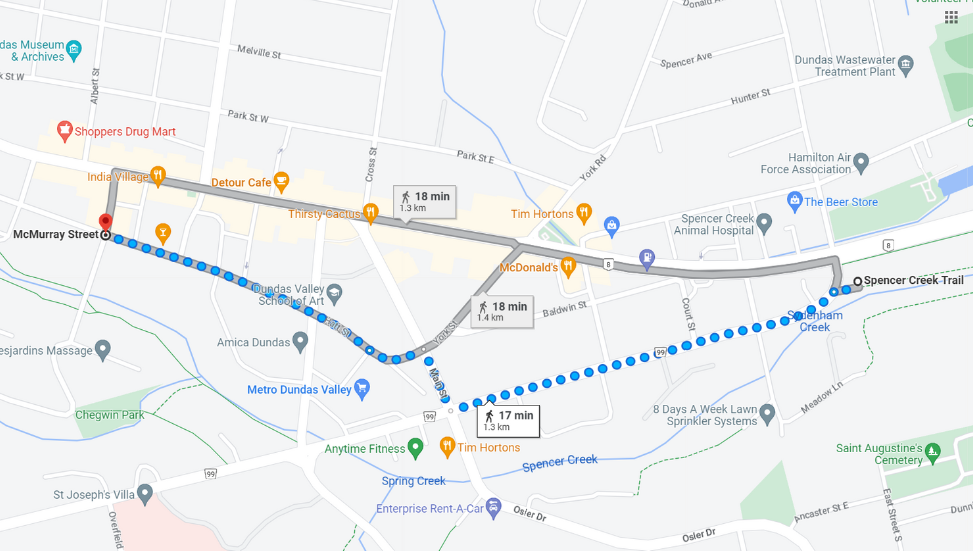 Donald A
Volunteer
Melville St
das Museum
& Archives
Spencer Ave
Dundas Wastewater
Treatment Plant
k St W
Albert St
Hunter St
Park St W
Shoppers Drug Mart
Cross St
Park St E
York Rd
Hamilton Air
Force Association
India Village
Detour Cafe
18 min
1.3 km
The Beer Store
Thirsty Cactus
Tim Hortons
Spencer Creek
Animal Hospital
McMurray Street
8
McDonald's
8
Spencer Creek Trail
Dundas Valley
School of Art
18 min
1.4 km
Baldwin St
Court St
Sydenham
Creek
York St
Amica Dundas
esjardins Massage
99
Main St
Metro Dundas Valley
Meadow Ln
Chegwin Park
99
17 min
1.3 km
8 Days A Week Lawn
Sprinkler Systems
Anytime Fitness
Tim Hortons
Saint Augustine's
Cemetery
Spencer Creek
99
Spring Creek
St Joseph's Villa
Enterprise Rent-A-Car
Osler Dr
East Street S
Ancaster St E
Dunn
Overfield
Osler Dr